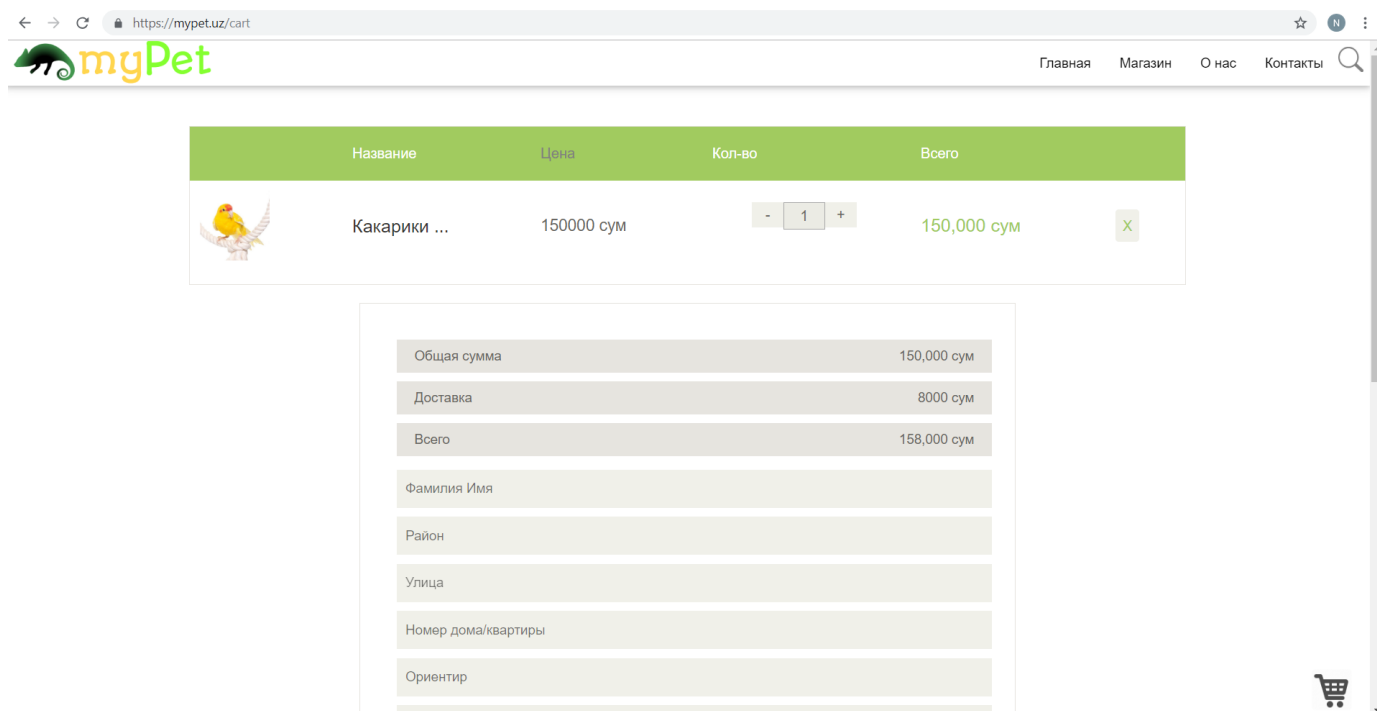 https://mypet.uz/cart
N
myPet
Главная Магазин О нас Контакты
Название Цена Кол-во Всего
Какарики ... 150000 сум - 1 + 150,000 сум X
Общая сумма 150,000 сум
Доставка 8000 сум
Всего 158,000 сум
Фамилия Имя
Район
Улица
Номер дома/квартиры
Ориентир